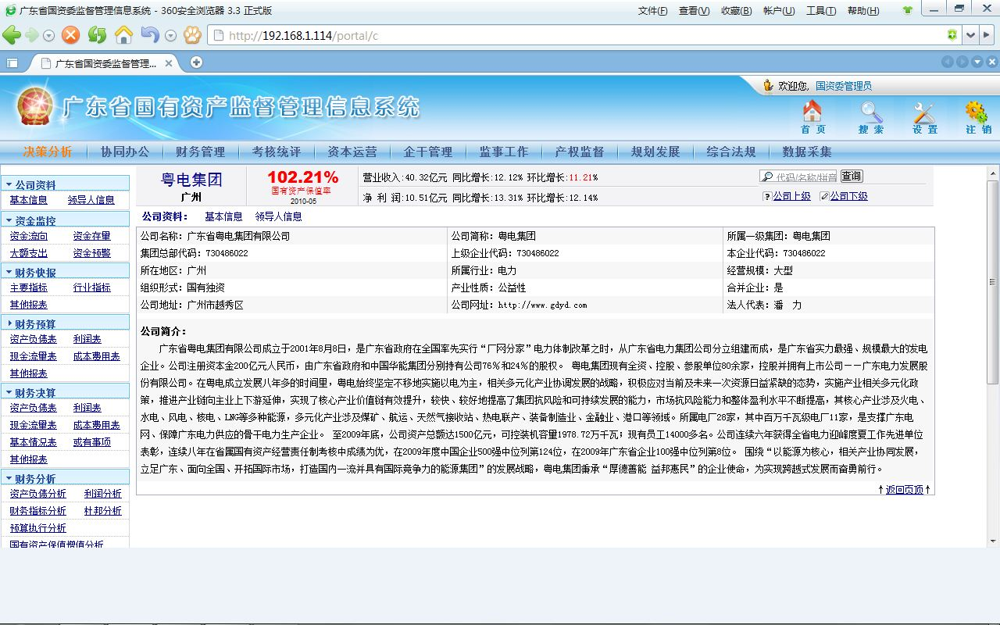 广东省国资委监督管理信息系统 - 360安全浏览器 3.3 正式版
文件(F) 查看(V) 收藏(B) 帐户(U) 工具(T) 帮助(H)
http://192.168.1.114/portal/c
广东省国资委监督管理...
欢迎您, 国资委管理员
广东省国有资产监督管理信息系统
首 页 搜 索 设 置 注 销
决策分析 协同办公 财务管理 考核统评 资本运营 企干管理 监事工作 产权监督 规划发展 综合法规 数据采集
公司资料
基本信息 领导人信息
资金监控
资金流向 资金存量
大额支出 资金预警
财务快报
主要指标 行业指标
其他报表
财务预算
资产负债表 利润表
现金流量表 成本费用表
其他报表
财务决算
资产负债表 利润表
现金流量表 成本费用表
基本情况表 或有事项
其他报表
财务分析
资产负债分析 利润分析
财务指标分析 杜邦分析
预算执行分析
国有资产保值增值分析
粤电集团
广州
102.21%
国有资产保值率
2010-05
营业收入:40.32亿元 同比增长:12.12% 环比增长:11.21%
净 利 润:10.51亿元 同比增长:13.31% 环比增长:12.14%
代码/名称/拼音 查询
公司上级 公司下级
公司资料: 基本信息 领导人信息
公司名称: 广东省粤电集团有限公司 公司简称: 粤电集团 所属一级集团: 粤电集团
集团总部代码: 730486022 上级企业代码: 730486022 本企业代码: 730486022
所在地区: 广州 所属行业: 电力 经营规模: 大型
组织形式: 国有独资 产业性质: 公益性 合并企业: 是
公司地址: 广州市越秀区 公司网址: http://www.gdyd.com 法人代表: 潘 力
公司简介:
广东省粤电集团有限公司成立于2001年8月8日，是广东省政府在全国率先实行“厂网分家”电力体制改革之时，从广东省电力集团公司分立组建而成，是广东省实力最强、规模最大的发电
企业。公司注册资本金200亿元人民币，由广东省政府和中国华能集团分别持有公司76%和24%的股权。 粤电集团现有全资、控股、参股单位80余家，控股并拥有上市公司－－广东电力发展股
份有限公司。在粤电成立发展八年多的时间里，粤电始终坚定不移地实施以电为主，相关多元化产业协调发展的战略，积极应对当前及未来一次资源日益紧缺的态势，实施产业相关多元化政
策，推进产业链向主业上下游延伸，实现了核心产业价值链有效提升，较快、较好地提高了集团抗风险和可持续发展的能力，市场抗风险能力和整体盈利水平不断提高，其核心产业涉及火电、
水电、风电、核电、LNG等多种能源，多元化产业涉及煤矿、航运、天然气接收站、热电联产、装备制造业、金融业、港口等领域。所属电厂28家，其中百万千瓦级电厂11家，是支撑广东电
网、保障广东电力供应的骨干电力生产企业。 至2009年底，公司资产总额达1500亿元，可控装机容量1978.72万千瓦；现有员工14000多名。公司连续六年获得全省电力迎峰度夏工作先进单位
表彰，连续八年在省属国有资产经营责任制考核中成绩为优，在2009年度中国企业500强中位列第124位，在2009年广东省企业100强中位列第8位。 围绕“以能源为核心，相关产业协同发展，
立足广东、面向全国、开拓国际市场，打造国内一流并具有国际竞争力的能源集团”的发展战略，粤电集团秉承“厚德善能 益邦惠民”的企业使命，为实现跨越式发展而奋勇前行。
↑返回页顶↑